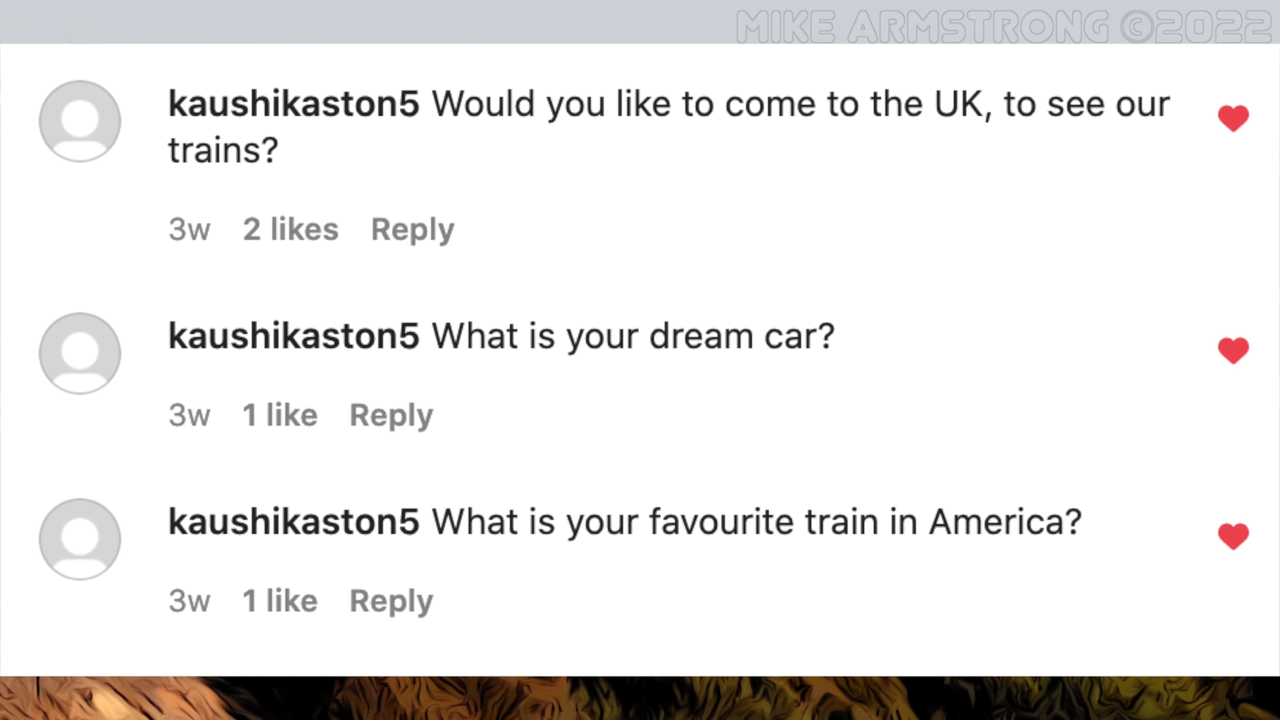 MIKE ARMSTRONG ©2022
kaushikaston5 Would you like to come to the UK, to see our
trains?
3w 2 likes Reply
kaushikaston5 What is your dream car?
3w 1 like Reply
kaushikaston5 What is your favourite train in America?
3w 1 like Reply